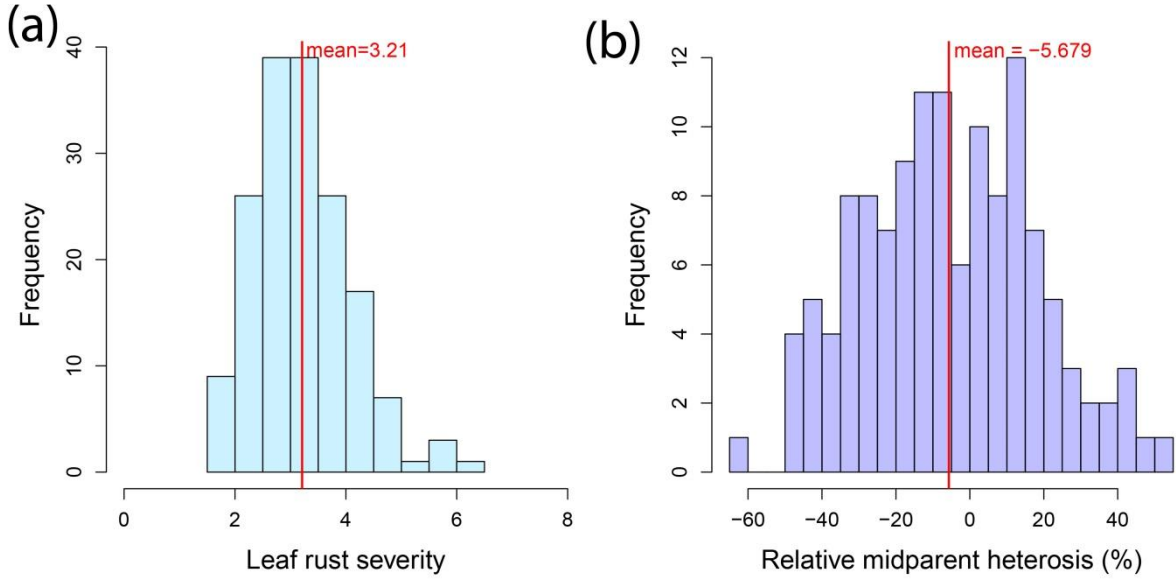 (a)
mean=3.21
40
30
20
10
0
Frequency
0 2 4 6 8
Leaf rust severity
(b)
mean = −5.679
12
10
8
6
4
2
0
Frequency
−60 −40 −20 0 20 40
Relative midparent heterosis (%)